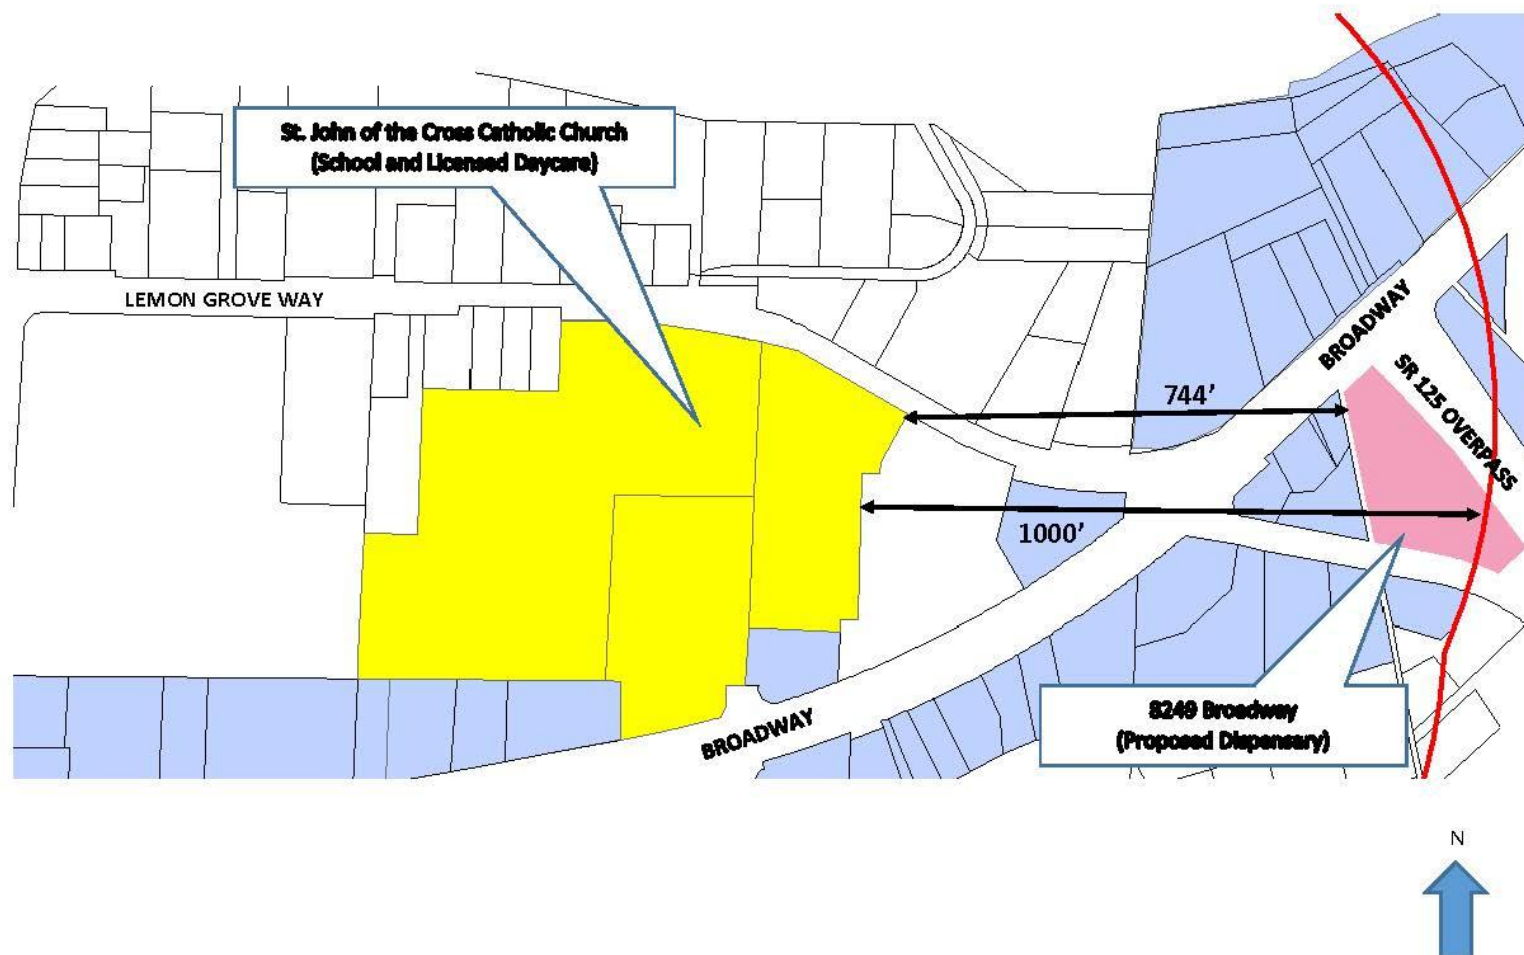 St. John of the Cross Catholic Church
(School and Licensed Daycare)
LEMON GROVE WAY
BROADWAY
744'
SR 125 OVERPASS
1000'
BROADWAY
8249 Broadway
(Proposed Dispensary)
N